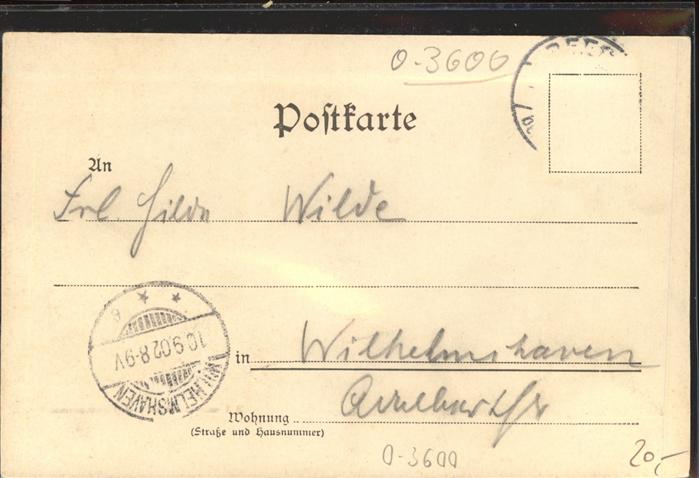 0-3600
Postkarte
An
Frl. Hilda Wilde
WILHELMSHAVEN
10.9.02.8-9V
in Wilhelmshaven
Wohnung
(Straße und Hausnummer)
0-3600
20,-